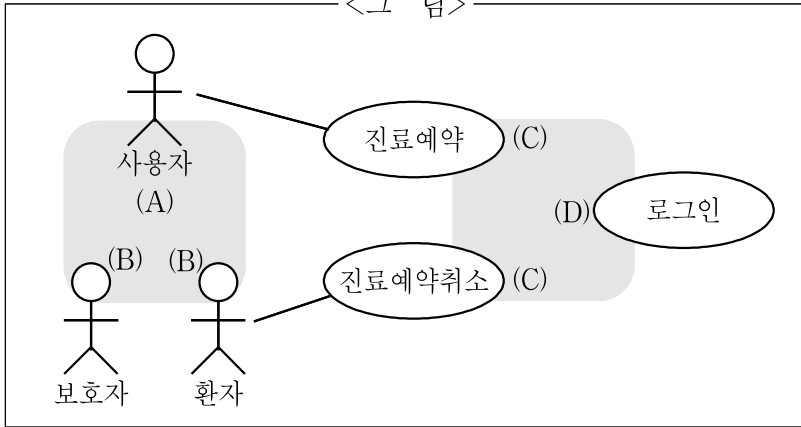 <그 림>
사용자
(A)
(B) (B)
보호자 환자
진료예약 (C)
(D) 로그인
진료예약취소 (C)